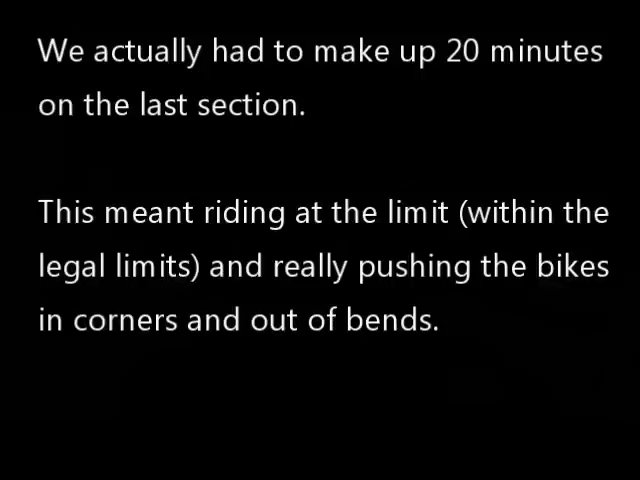 We actually had to make up 20 minutes
on the last section.
This meant riding at the limit (within the
legal limits) and really pushing the bikes
in corners and out of bends.